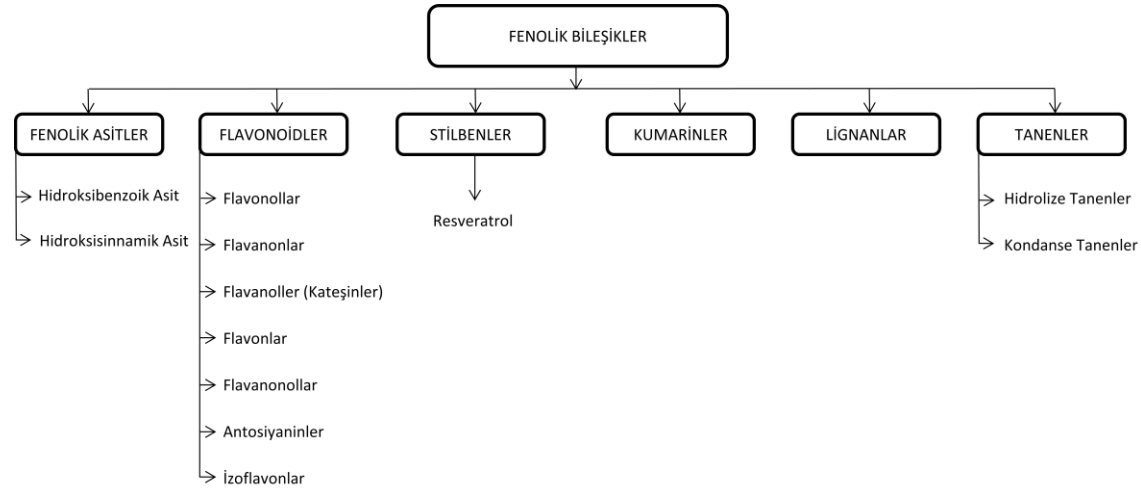 FENOLİK BİLEŞİKLER
FENOLİK ASİTLER
FLAVONOİDLER
STİLBENLER
KUMARİNLER
LİGNANLAR
TANENLER
Hidroksibenzoik Asit
Hidroksisinnamik Asit
Flavonollar
Flavanonlar
Flavanoller (Kateşinler)
Flavonlar
Flavanonollar
Antosiyaninler
İzoflavonlar
Resveratrol
Hidrolize Tanenler
Kondanse Tanenler